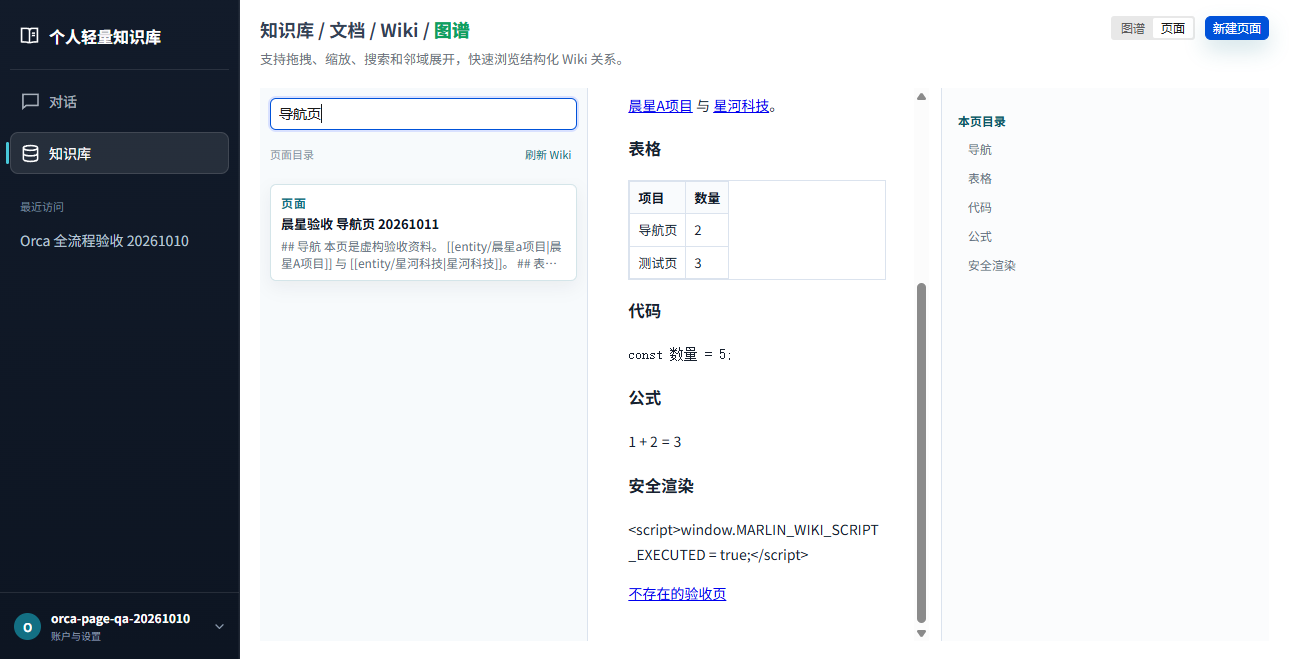 个人轻量知识库
对话
知识库
最近访问
Orca 全流程验收 20261010
O
orca-page-qa-20261010
账户与设置
知识库 / 文档 / Wiki / 图谱
支持拖拽、缩放、搜索和邻域展开，快速浏览结构化 Wiki 关系。
图谱
页面
新建页面
导航页
页面目录
刷新 Wiki
页面
晨星验收 导航页 20261011
## 导航 本页是虚构验收资料。 [[entity/晨星a项目|晨
星A项目]] 与 [[entity/星河科技|星河科技]]。 ## 表…
晨星A项目 与 星河科技。
表格
项目 数量
导航页 2
测试页 3
代码
const 数量 = 5;
公式
1 + 2 = 3
安全渲染
<script>window.MARLIN_WIKI_SCRIPT
_EXECUTED = true;</script>
不存在的验收页
本页目录
导航
表格
代码
公式
安全渲染